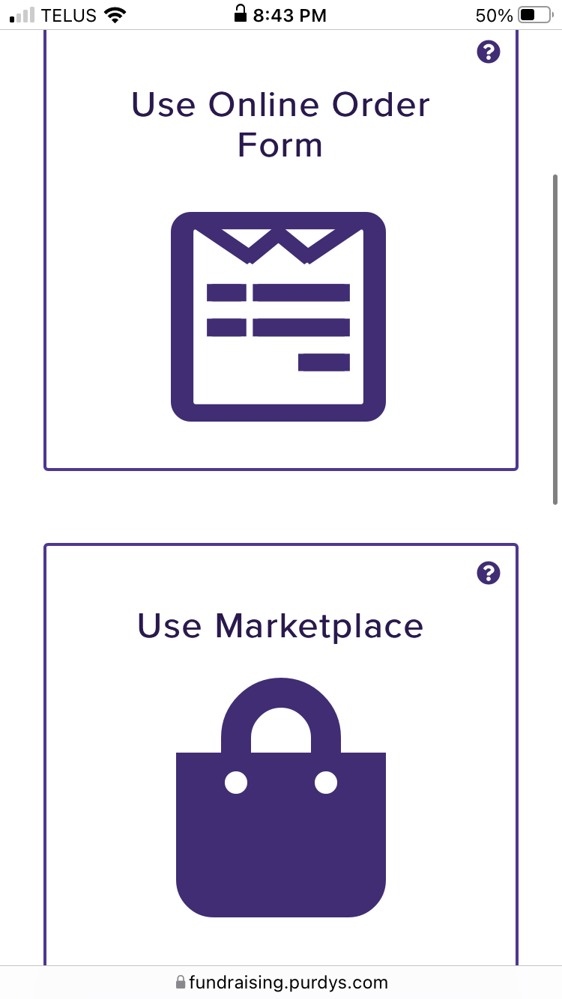 TELUS 8:43 PM 50%
?
Use Online Order
Form
?
Use Marketplace
fundraising.purdys.com